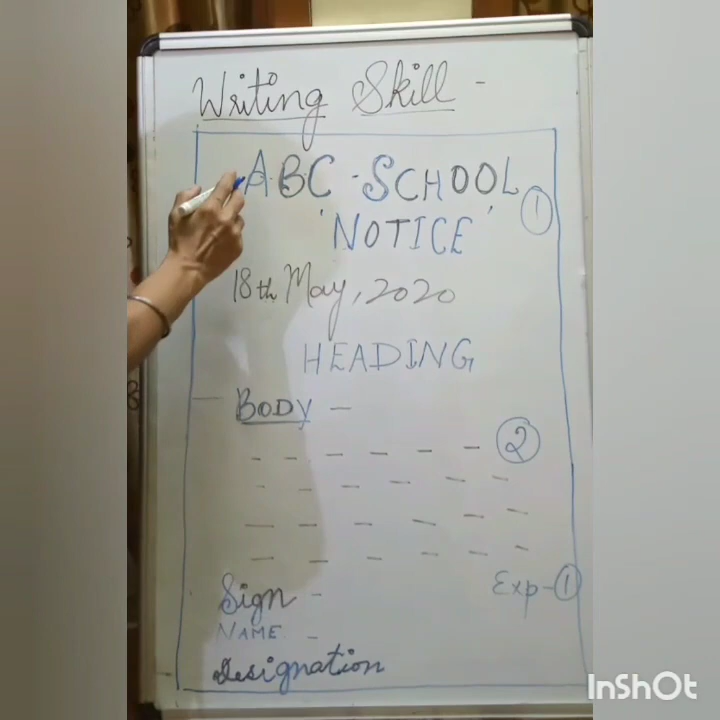 Writing Skill -
ABC - SCHOOL
'NOTICE' 1
18th May, 2020
HEADING
BODY -
2
Sign - Exp - 1
NAME -
Designation
InShOt